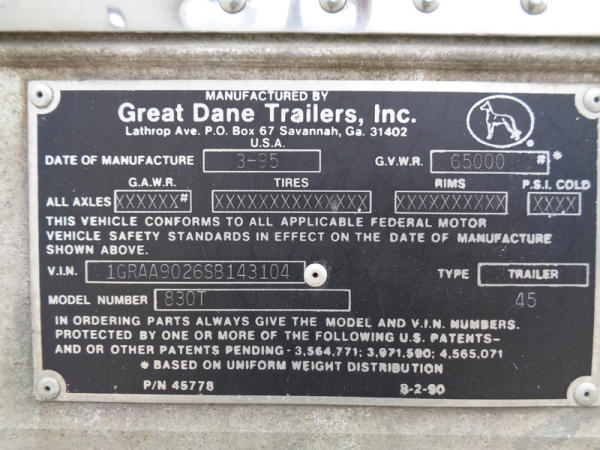 MANUFACTURED BY
Great Dane Trailers, Inc.
Lathrop Ave. P.O. Box 67 Savannah, Ga. 31402
U.S.A.
DATE OF MANUFACTURE 3-95 G.V.W.R. 65000 #*
G.A.W.R. TIRES RIMS P.S.I. COLD
ALL AXLES XXXXXX# XXXXXXXXXXXXXXXX XXXXXXXXXXX XXXX
THIS VEHICLE CONFORMS TO ALL APPLICABLE FEDERAL MOTOR
VEHICLE SAFETY STANDARDS IN EFFECT ON THE DATE OF MANUFACTURE
SHOWN ABOVE.
V.I.N. 1GRAA9026SB143104 TYPE TRAILER
MODEL NUMBER 830T 45
IN ORDERING PARTS ALWAYS GIVE THE MODEL AND V.I.N. NUMBERS.
PROTECTED BY ONE OR MORE OF THE FOLLOWING U.S. PATENTS-
AND OR OTHER PATENTS PENDING - 3,564,771; 3,971,590; 4,565,071
* BASED ON UNIFORM WEIGHT DISTRIBUTION
P/N 45778 8-2-90